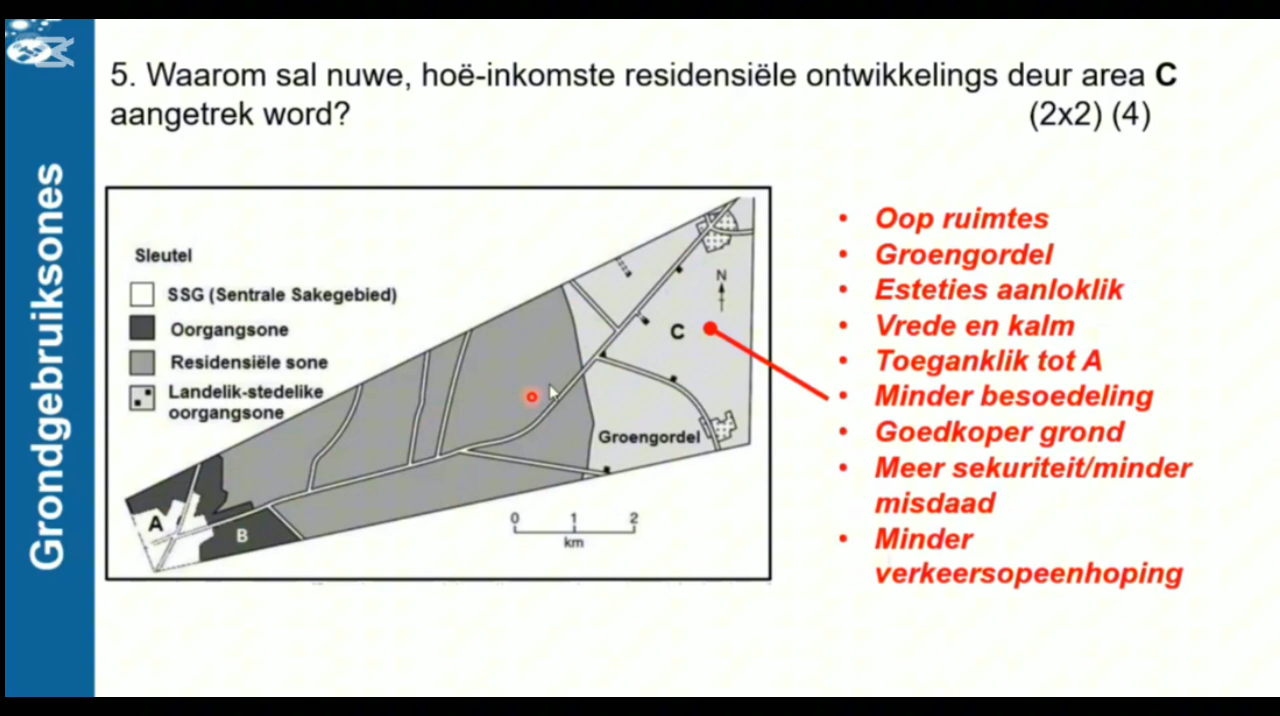 Grondgebruiksones
5. Waarom sal nuwe, hoë-inkomste residensiële ontwikkelings deur area C
aangetrek word? (2x2) (4)
Sleutel
SSG (Sentrale Sakegebied)
Oorgangsone
Residensiële sone
Landelik-stedelike
oorgangsone
N
C
Groengordel
A
B
0 1 2
km
• Oop ruimtes
• Groengordel
• Esteties aanloklik
• Vrede en kalm
• Toeganklik tot A
• Minder besoedeling
• Goedkoper grond
• Meer sekuriteit/minder
misdaad
• Minder
verkeersopeenhoping